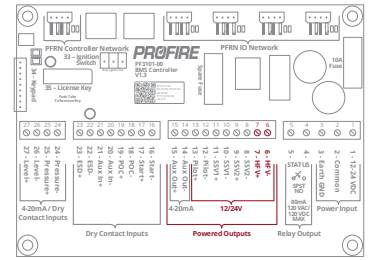 PFRN Controller Network
PFRN IO Network
33 – Ignition
Switch
PROFIRE
PF3101-00
BMS Controller
V1.3
Spare Fuse
10A
Fuse
34 - Keypad
35 – License Key
Push Tabs
To Remove Key
27 26 25 24
23 22 21 20 19 18 17 16
15 14 13 12 11 10 9 8 7 6
5 4 3 2 1
27 - Level+
26 - Level-
25 - Pressure+
24 - Pressure-
23 - ESD+
22 - ESD-
21 - Aux In+
20 - Aux In-
19 - POC+
18 - POC-
17 - Start+
16 - Start-
15 - Aux Out+
14 - Aux Out-
13 - Pilot+
12 - Pilot-
11 - SSV1+
10 - SSV1-
9 - SSV2+
8 - SSV2-
7 - HFV+
6 - HFV-
5 -
4 -
STATUS
SPST
NO
60mA
120 VAC/
120 VDC
MAX
3 - Earth GND
2 - Common
1 - 12-24 VDC
4-20mA / Dry
Contact Inputs
Dry Contact Inputs
4-20mA
12/24V
Powered Outputs
Relay Output
Power Input